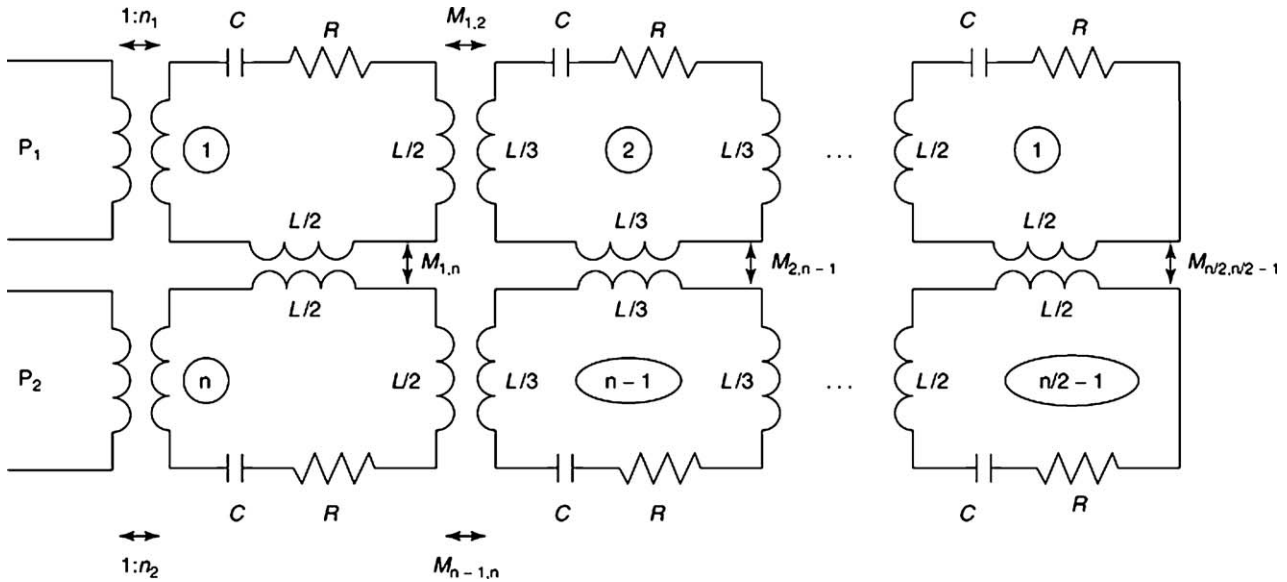 1:n₁ C R M₁,₂ C R C R
P₁ 1 L/2 L/3 2 L/3 ... L/2 1
L/2 L/3 L/2
M₁,ₙ M₂,ₙ₋₁ Mₙ/₂,ₙ/₂₋₁
L/2 L/3 L/2
P₂ n L/2 L/3 n − 1 L/3 ... L/2 n/2 − 1
C R C R C R
1:n₂ Mₙ₋₁,ₙ